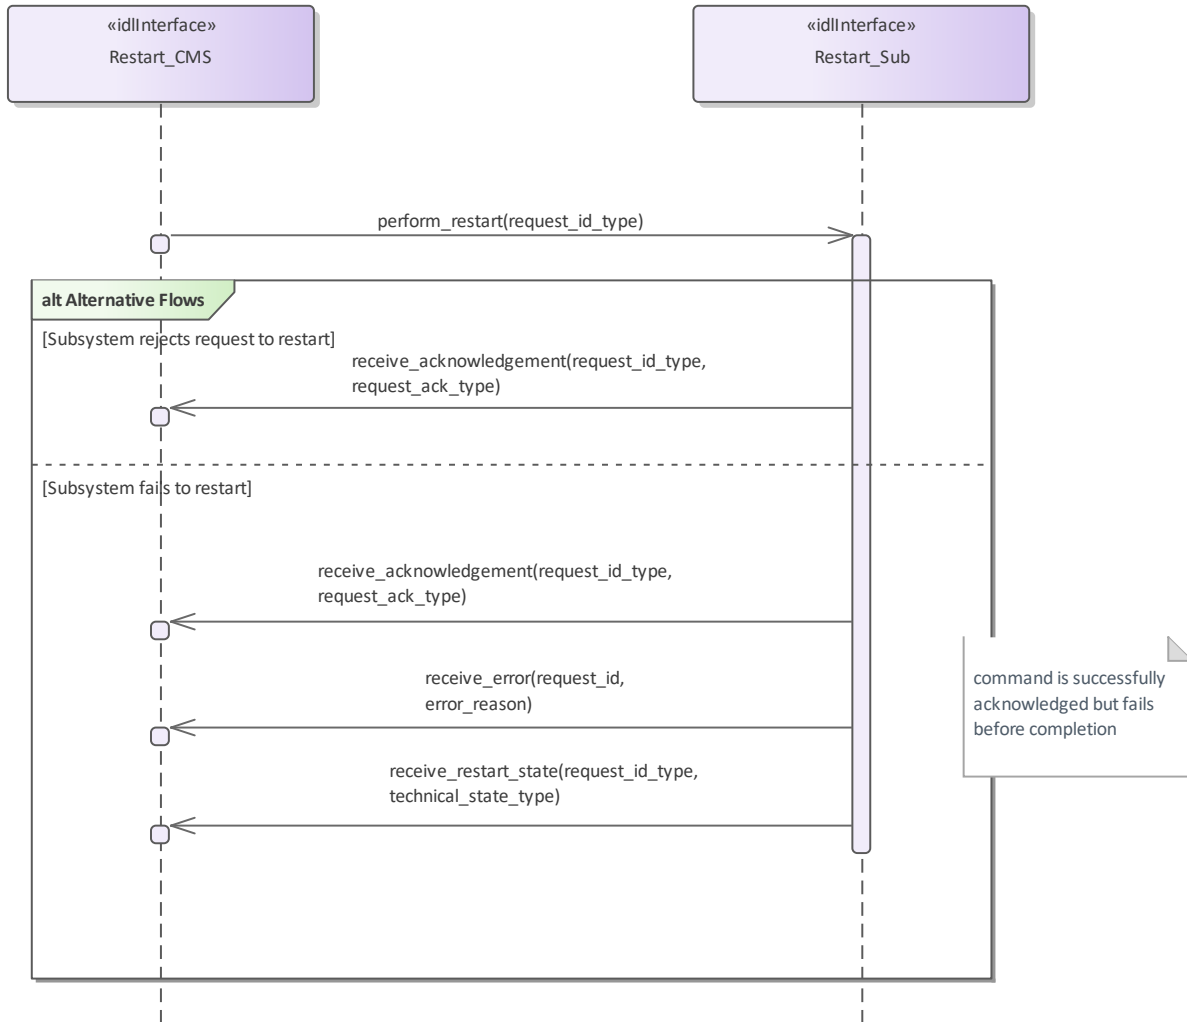 «idlInterface»
Restart_CMS
«idlInterface»
Restart_Sub
perform_restart(request_id_type)
alt Alternative Flows
[Subsystem rejects request to restart]
receive_acknowledgement(request_id_type,
request_ack_type)
[Subsystem fails to restart]
receive_acknowledgement(request_id_type,
request_ack_type)
receive_error(request_id,
error_reason)
command is successfully
acknowledged but fails
before completion
receive_restart_state(request_id_type,
technical_state_type)